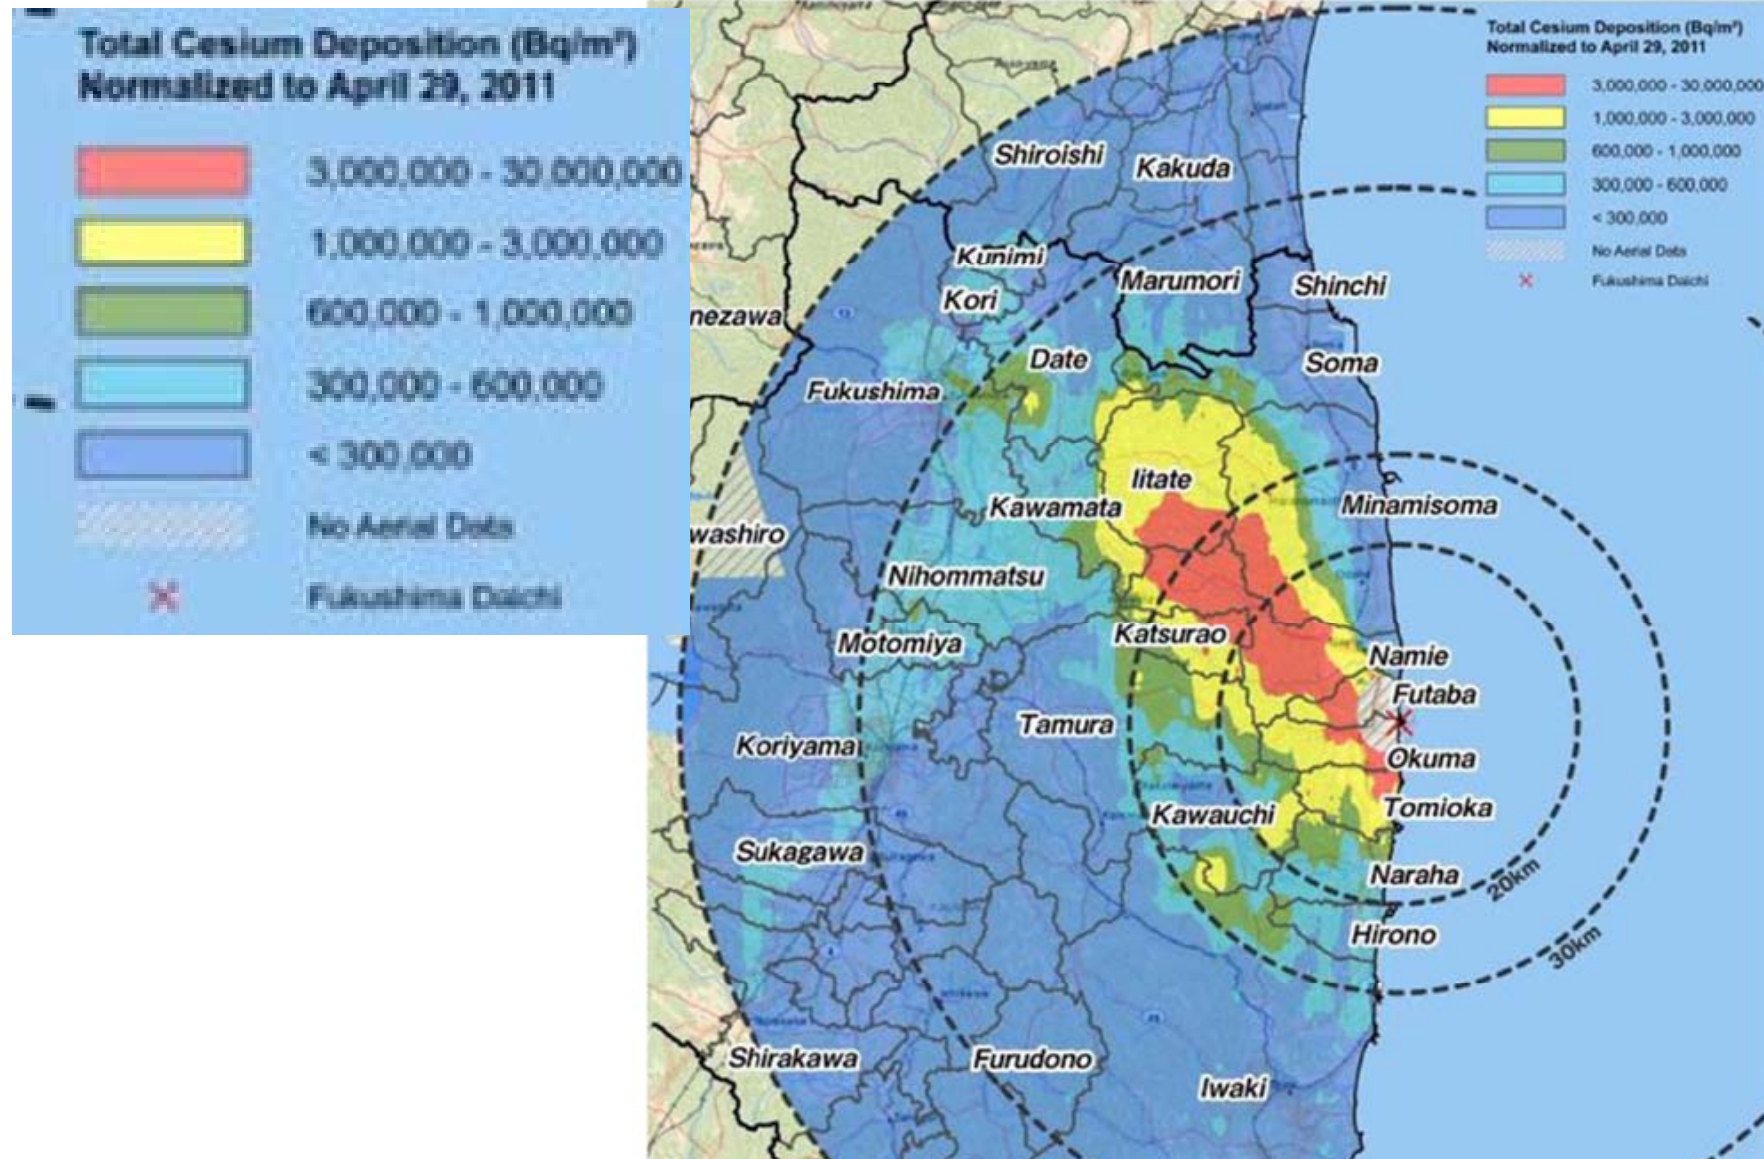 Total Cesium Deposition (Bq/m²)
Normalized to April 29, 2011
3,000,000 - 30,000,000
1,000,000 - 3,000,000
600,000 - 1,000,000
300,000 - 600,000
< 300,000
No Aerial Data
Fukushima Daichi
Total Cesium Deposition (Bq/m²)
Normalized to April 29, 2011
3,000,000 - 30,000,000
1,000,000 - 3,000,000
600,000 - 1,000,000
300,000 - 600,000
< 300,000
No Aerial Data
Fukushima Daichi
Shiroishi
Kakuda
Kunimi
Marumori
Shinchi
Kori
nezawa
Date
Soma
Fukushima
Iitate
Kawamata
Minamisoma
washiro
Nihommatsu
Katsurao
Motomiya
Namie
Futaba
Tamura
Koriyama
Okuma
Tomioka
Kawauchi
Sukagawa
Naraha
20km
Hirono
30km
Shirakawa
Furudono
Iwaki